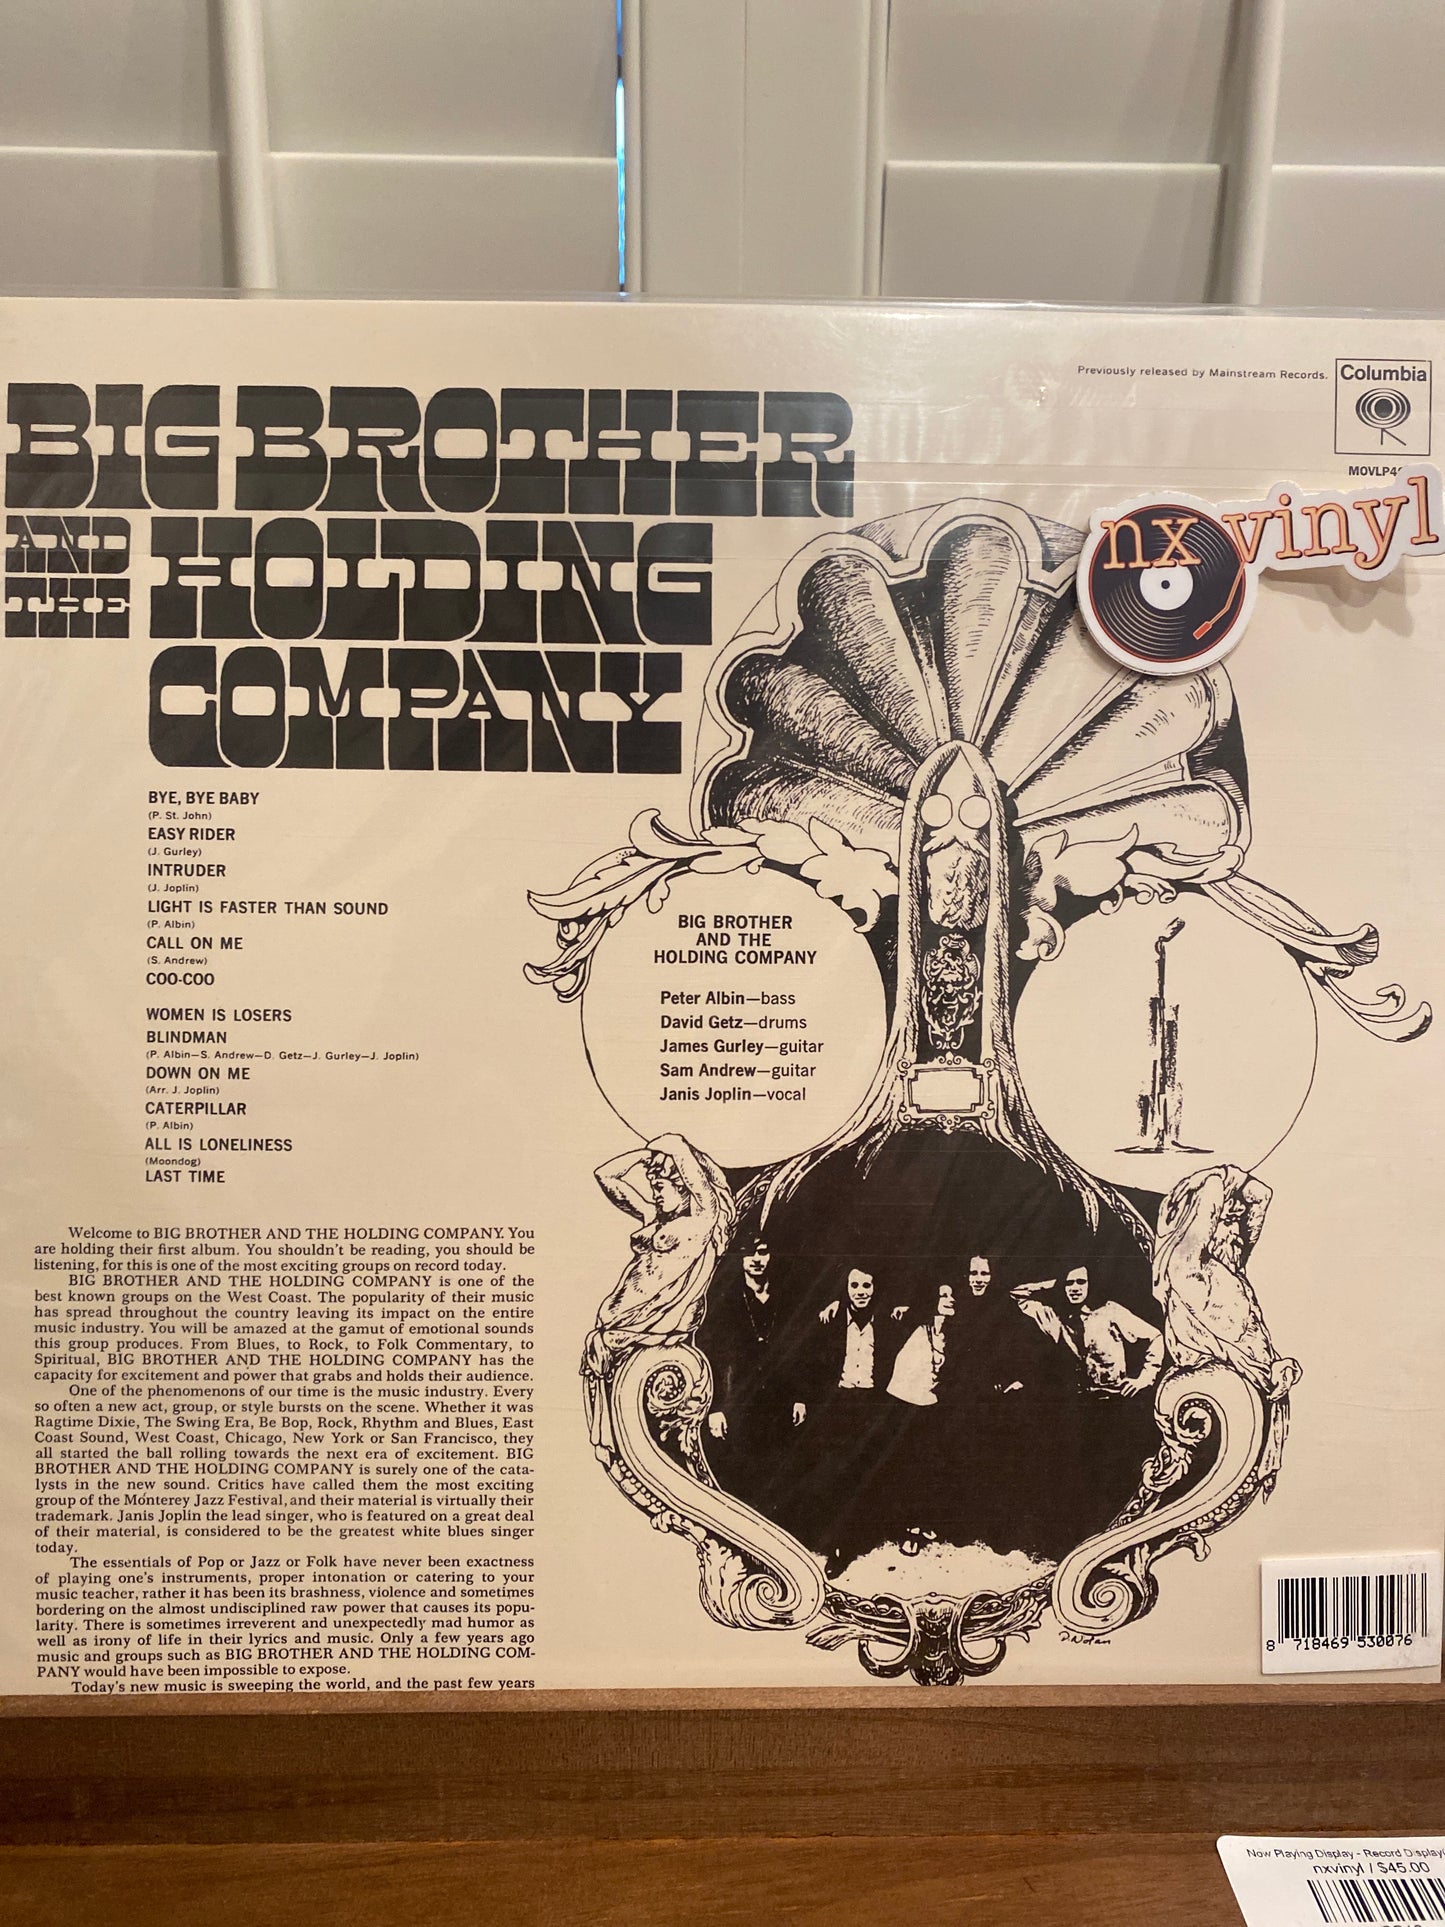 Previously released by Mainstream Records.
Columbia
nx vinyl
BIG BROTHER
AND THE HOLDING
COMPANY
BYE, BYE BABY
(P. St. John)
EASY RIDER
(J. Gurley)
INTRUDER
(J. Joplin)
LIGHT IS FASTER THAN SOUND
(P. Albin)
CALL ON ME
(S. Andrew)
COO-COO
WOMEN IS LOSERS
BLINDMAN
(P. Albin—S. Andrew—D. Getz—J. Gurley—J. Joplin)
DOWN ON ME
(Arr. J. Joplin)
CATERPILLAR
(P. Albin)
ALL IS LONELINESS
(Moondog)
LAST TIME
BIG BROTHER
AND THE
HOLDING COMPANY
Peter Albin—bass
David Getz—drums
James Gurley—guitar
Sam Andrew—guitar
Janis Joplin—vocal
Welcome to BIG BROTHER AND THE HOLDING COMPANY. You
are holding their first album. You shouldn't be reading, you should be
listening, for this is one of the most exciting groups on record today.
BIG BROTHER AND THE HOLDING COMPANY is one of the
best known groups on the West Coast. The popularity of their music
has spread throughout the country leaving its impact on the entire
music industry. You will be amazed at the gamut of emotional sounds
this group produces. From Blues, to Rock, to Folk Commentary, to
Spiritual, BIG BROTHER AND THE HOLDING COMPANY has the
capacity for excitement and power that grabs and holds their audience.
One of the phenomenons of our time is the music industry. Every
so often a new act, group, or style bursts on the scene. Whether it was
Ragtime Dixie, The Swing Era, Be Bop, Rock, Rhythm and Blues, East
Coast Sound, West Coast, Chicago, New York or San Francisco, they
all started the ball rolling towards the next era of excitement. BIG
BROTHER AND THE HOLDING COMPANY is surely one of the cata-
lysts in the new sound. Critics have called them the most exciting
group of the Monterey Jazz Festival, and their material is virtually their
trademark. Janis Joplin the lead singer, who is featured on a great deal
of their material, is considered to be the greatest white blues singer
today.
The essentials of Pop or Jazz or Folk have never been exactness
of playing one's instruments, proper intonation or catering to your
music teacher, rather it has been its brashness, violence and sometimes
bordering on the almost undisciplined raw power that causes its popu-
larity. There is sometimes irreverent and unexpectedly mad humor as
well as irony of life in their lyrics and music. Only a few years ago
music and groups such as BIG BROTHER AND THE HOLDING COM-
PANY would have been impossible to expose.
Today's new music is sweeping the world, and the past few years
8 718469 530076
Now Playing Display - Record
nxvinyl / $45.00